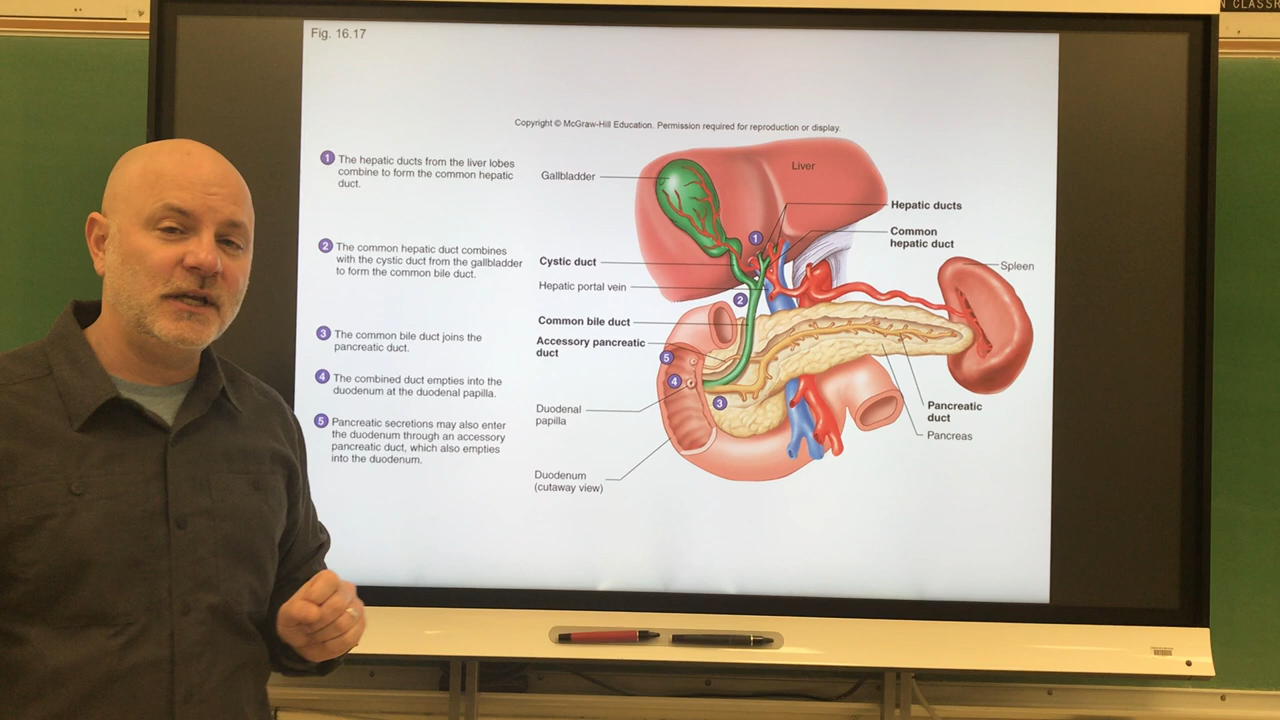 N CLASSR
Fig. 16.17
Copyright © McGraw-Hill Education. Permission required for reproduction or display.
1 The hepatic ducts from the liver lobes
combine to form the common hepatic
duct.
2 The common hepatic duct combines
with the cystic duct from the gallbladder
to form the common bile duct.
3 The common bile duct joins the
pancreatic duct.
4 The combined duct empties into the
duodenum at the duodenal papilla.
5 Pancreatic secretions may also enter
the duodenum through an accessory
pancreatic duct, which also empties
into the duodenum.
Gallbladder
Liver
Hepatic ducts
Common
hepatic duct
Cystic duct
Spleen
Hepatic portal vein
Common bile duct
Accessory pancreatic
duct
Duodenal
papilla
Pancreatic
duct
Pancreas
Duodenum
(cutaway view)
1
2
5
4
3